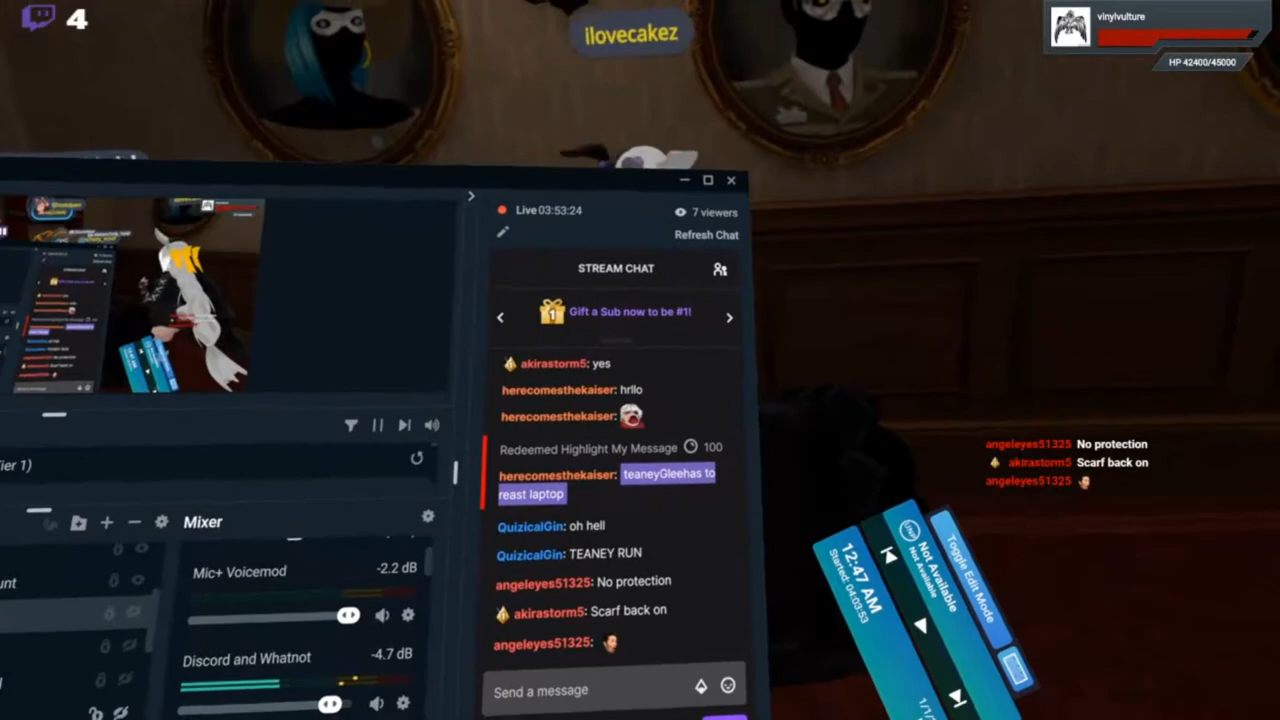 4
ilovecakez
vinylvulture
HP 42400/45000
Live 03:53:24
7 viewers
Refresh Chat
STREAM CHAT
1
Gift a Sub now to be #1!
akirastorm5: yes
herecomesthekaiser: hrllo
herecomesthekaiser:
Redeemed Highlight My Message 100
herecomesthekaiser: teaneyGleehas to
reast laptop
QuizicalGin: oh hell
QuizicalGin: TEANEY RUN
angeleyes51325: No protection
akirastorm5: Scarf back on
angeleyes51325:
Send a message
ier 1)
Mixer
unt
Mic+ Voicemod
-2.2 dB
Discord and Whatnot
-4.7 dB
angeleyes51325 No protection
akirastorm5 Scarf back on
angeleyes51325
12:47 AM
Started: 04:03:53
Not Available
Not Available
Toggle Edit Mode